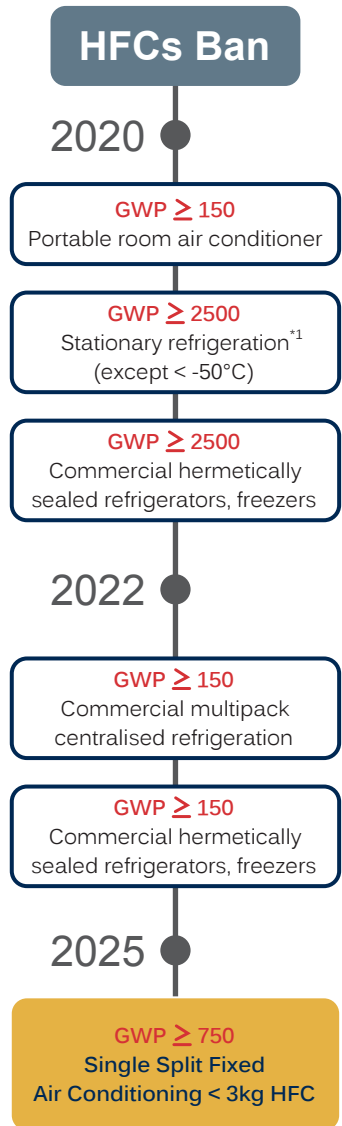 HFCs Ban
2020
GWP ≥ 150
Portable room air conditioner
GWP ≥ 2500
Stationary refrigeration*1
(except < -50°C)
GWP ≥ 2500
Commercial hermetically
sealed refrigerators, freezers
2022
GWP ≥ 150
Commercial multipack
centralised refrigeration
GWP ≥ 150
Commercial hermetically
sealed refrigerators, freezers
2025
GWP ≥ 750
Single Split Fixed
Air Conditioning < 3kg HFC